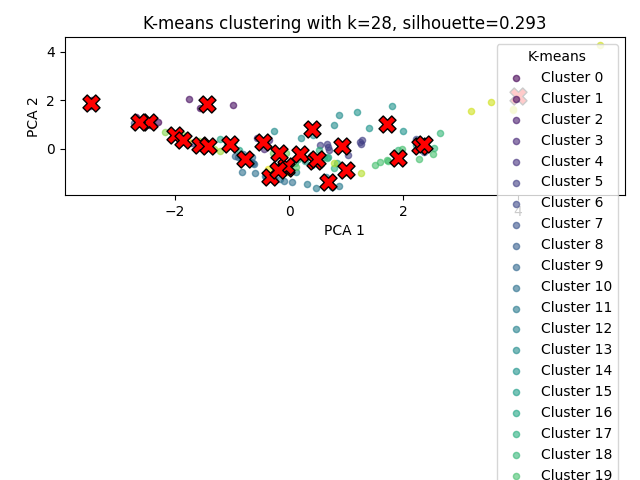 K-means clustering with k=28, silhouette=0.293
PCA 2
4
2
0
−2
0
2
4
PCA 1
K-means
Cluster 0
Cluster 1
Cluster 2
Cluster 3
Cluster 4
Cluster 5
Cluster 6
Cluster 7
Cluster 8
Cluster 9
Cluster 10
Cluster 11
Cluster 12
Cluster 13
Cluster 14
Cluster 15
Cluster 16
Cluster 17
Cluster 18
Cluster 19